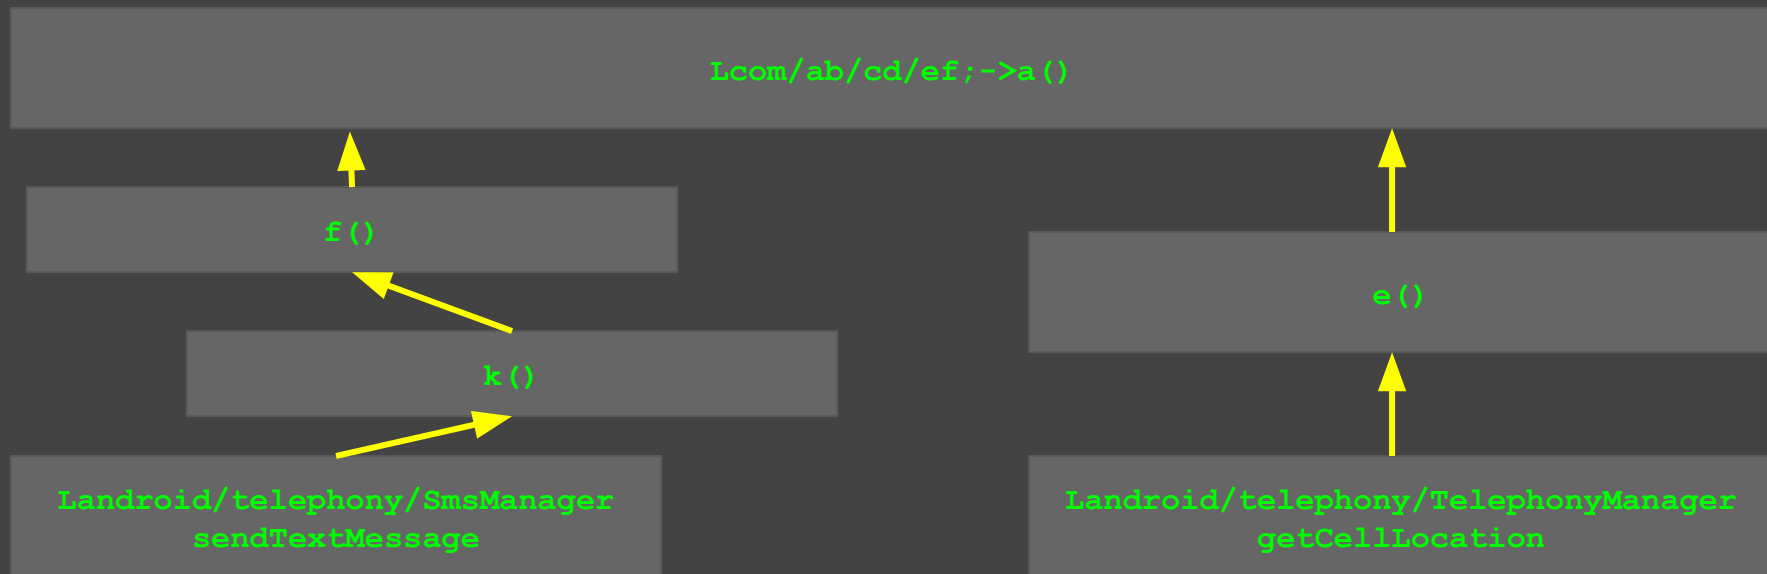 Lcom/ab/cd/ef;->a()
f()
e()
k()
Landroid/telephony/SmsManager
sendTextMessage
Landroid/telephony/TelephonyManager
getCellLocation